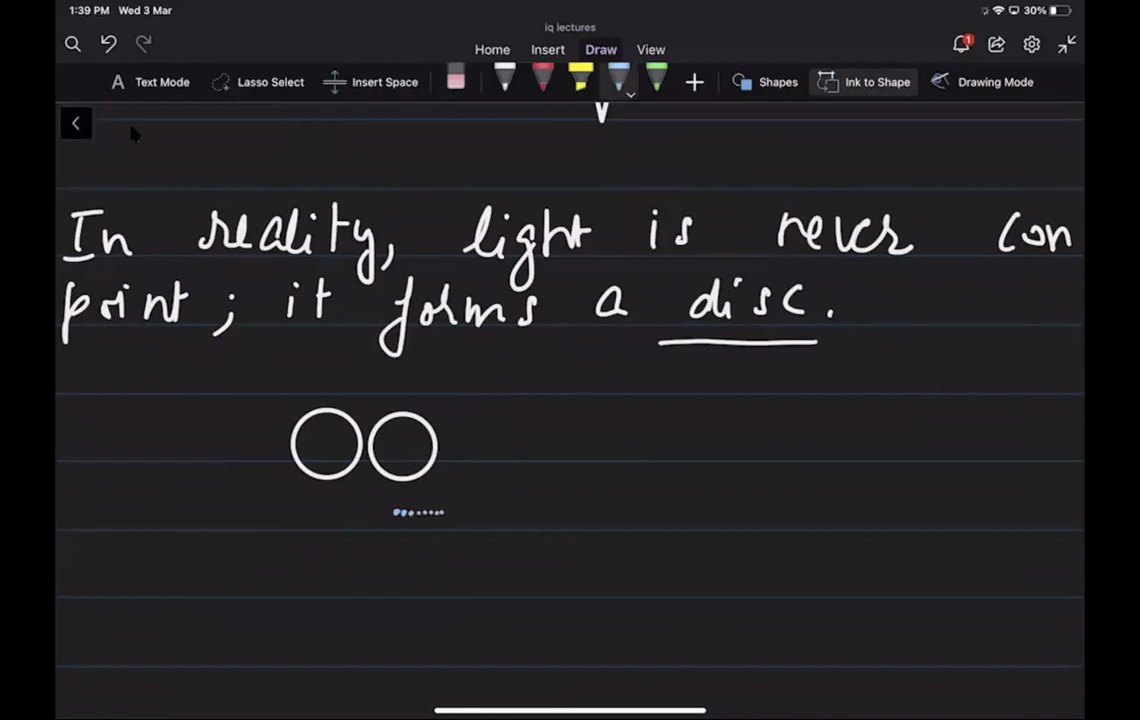 1:39 PM Wed 3 Mar
30%
iq lectures
Home Insert Draw View
1
Text Mode Lasso Select Insert Space Shapes Ink to Shape Drawing Mode
In reality, light is never con
point; it forms a disc.